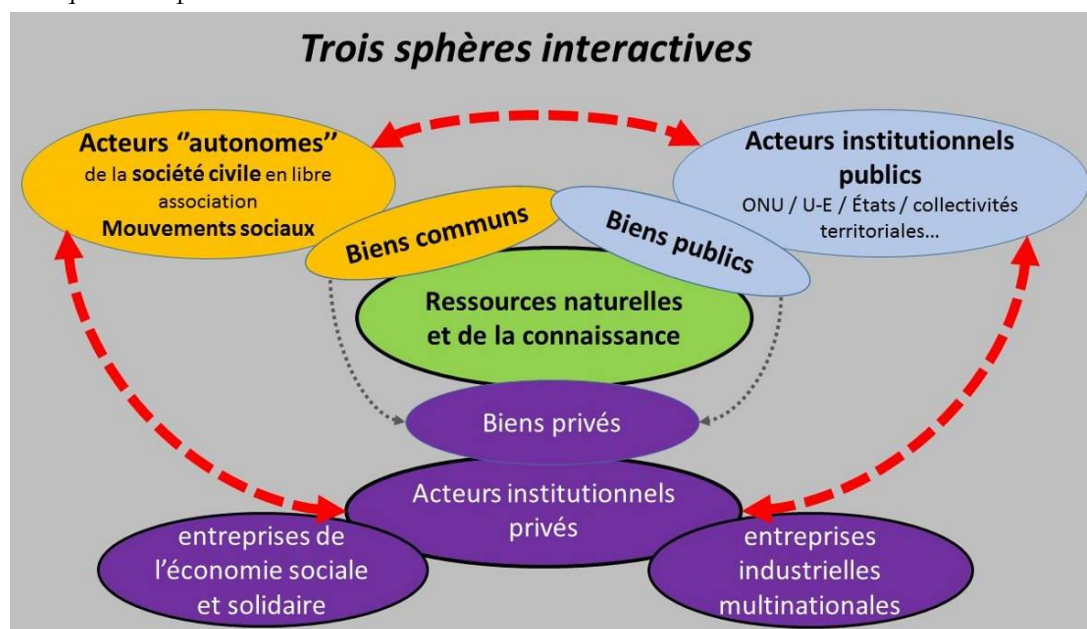 Trois sphères interactives
Acteurs ‘‘autonomes’’
de la société civile en libre
association
Mouvements sociaux
Acteurs institutionnels
publics
ONU / U-E / États / collectivités
territoriales...
Biens communs
Biens publics
Ressources naturelles
et de la connaissance
Biens privés
Acteurs institutionnels
privés
entreprises de
l’économie sociale
et solidaire
entreprises
industrielles
multinationales